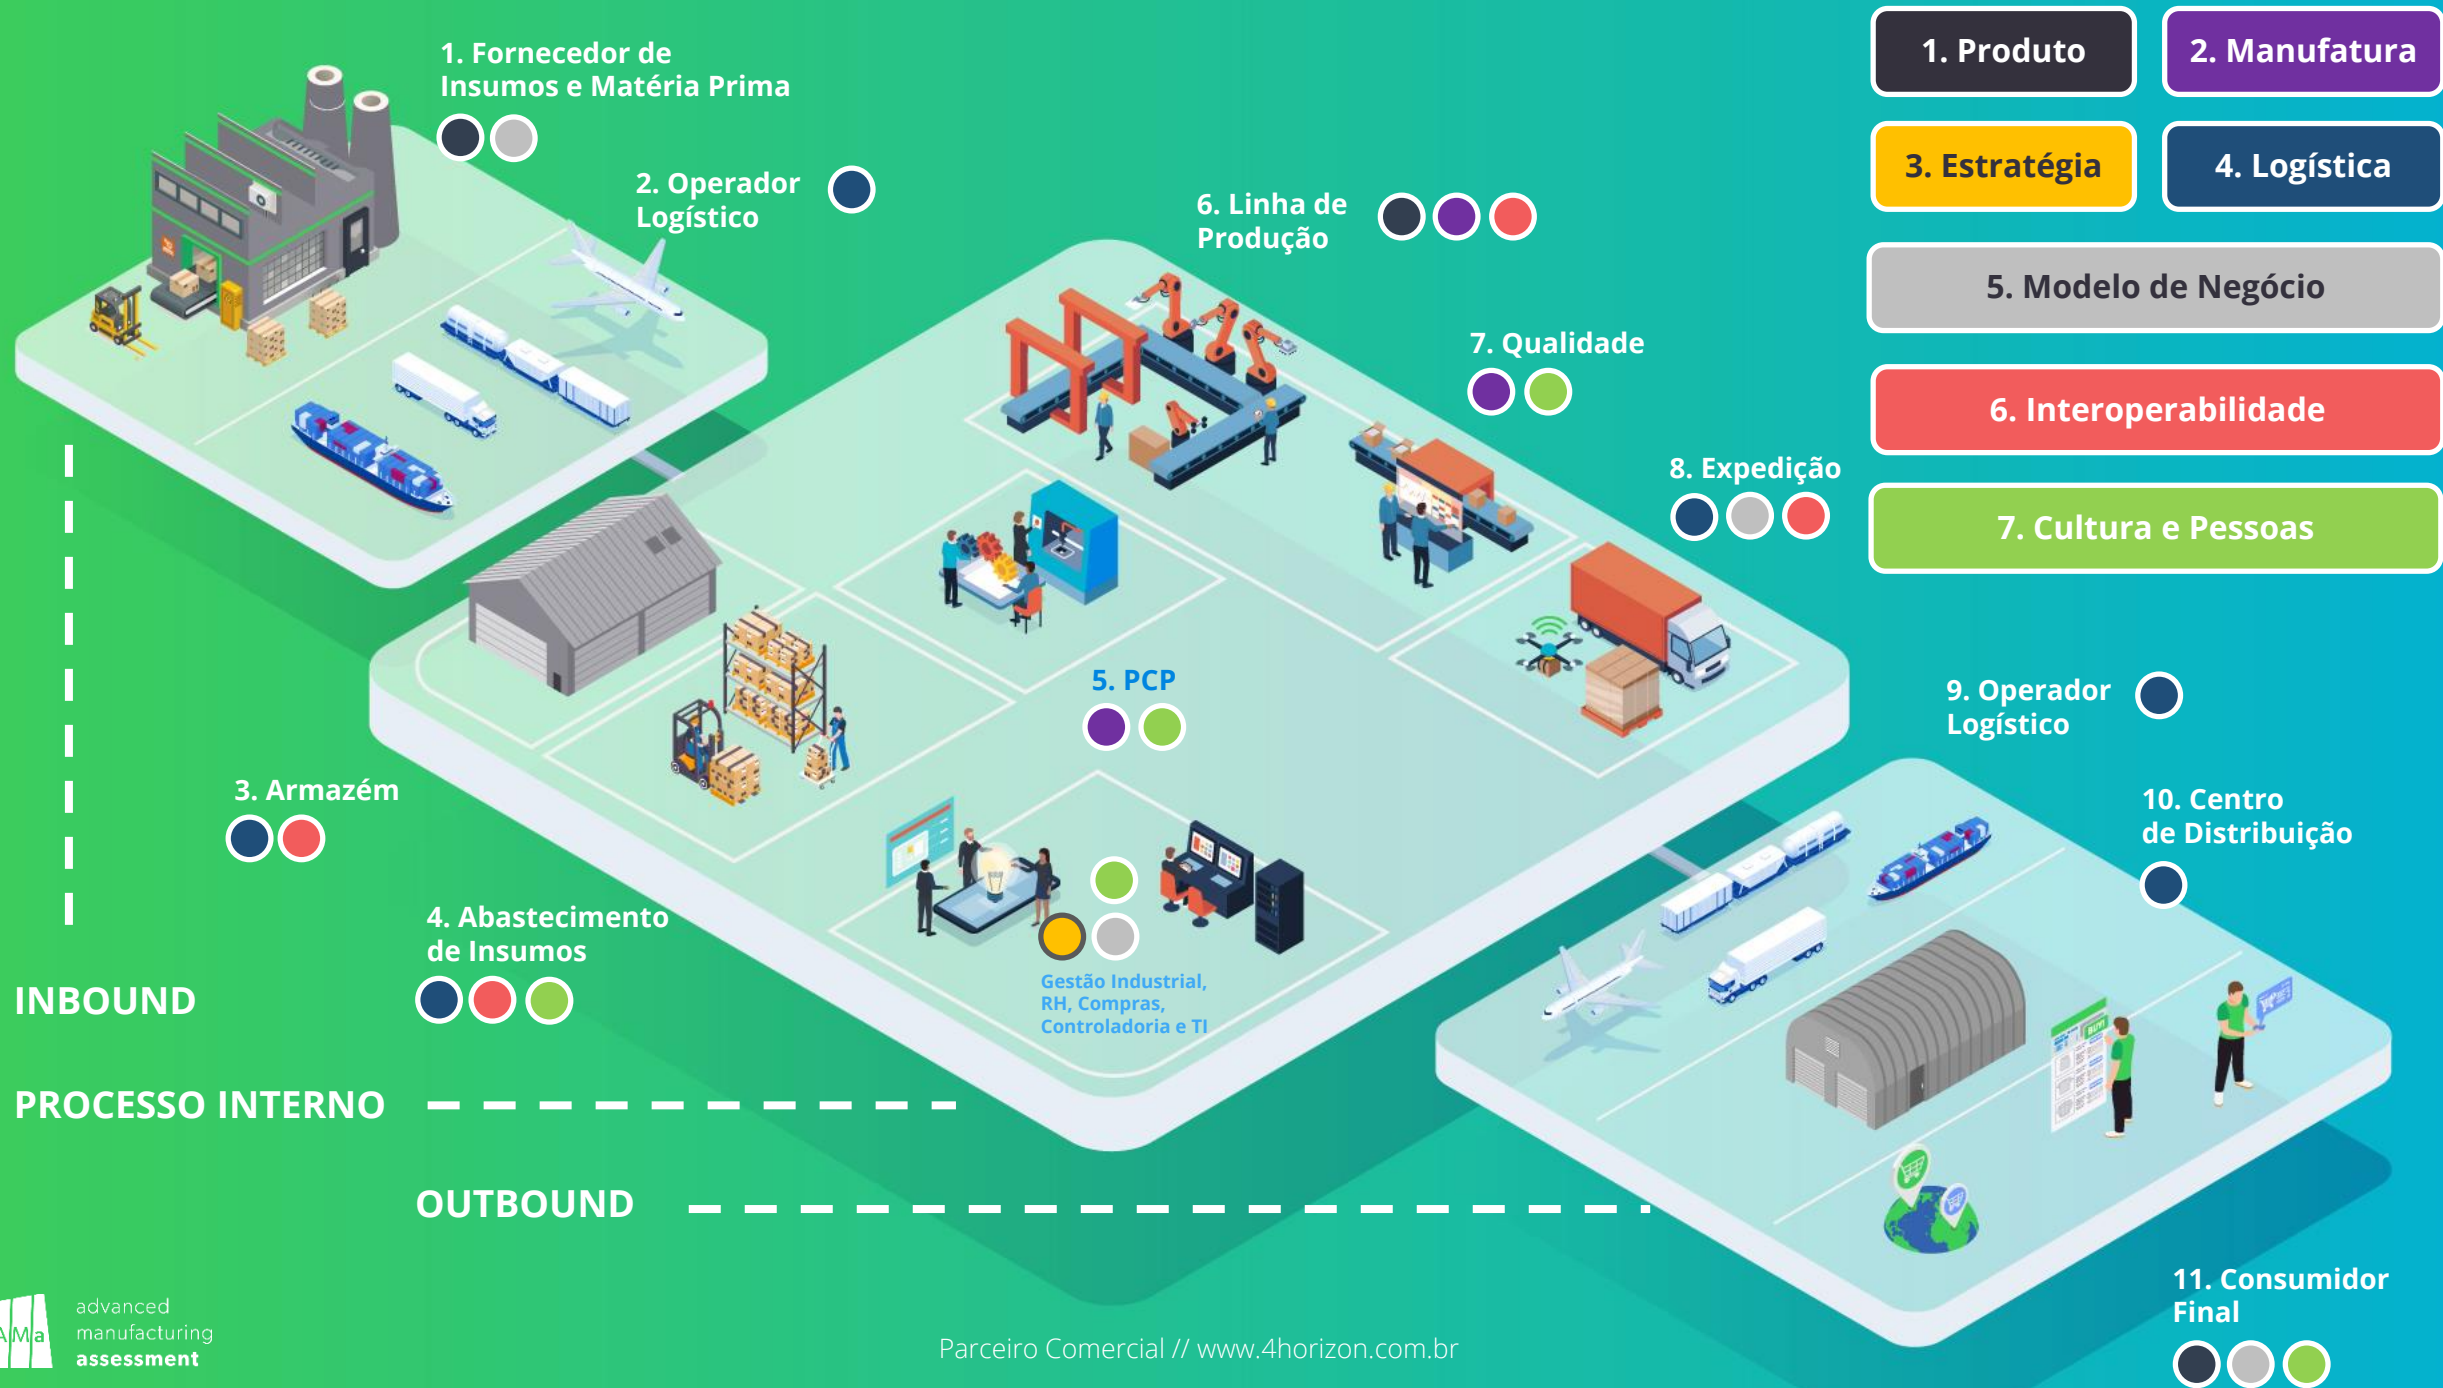 1. Fornecedor de
Insumos e Matéria Prima
2. Operador
Logístico
6. Linha de
Produção
7. Qualidade
8. Expedição
1. Produto
2. Manufatura
3. Estratégia
4. Logística
5. Modelo de Negócio
6. Interoperabilidade
7. Cultura e Pessoas
5. PCP
9. Operador
Logístico
3. Armazém
10. Centro
de Distribuição
4. Abastecimento
de Insumos
Gestão Industrial,
RH, Compras,
Controladoria e TI
BUY!
INBOUND
PROCESSO INTERNO
OUTBOUND
11. Consumidor
Final
AMa
advanced
manufacturing
assessment
Parceiro Comercial // www.4horizon.com.br